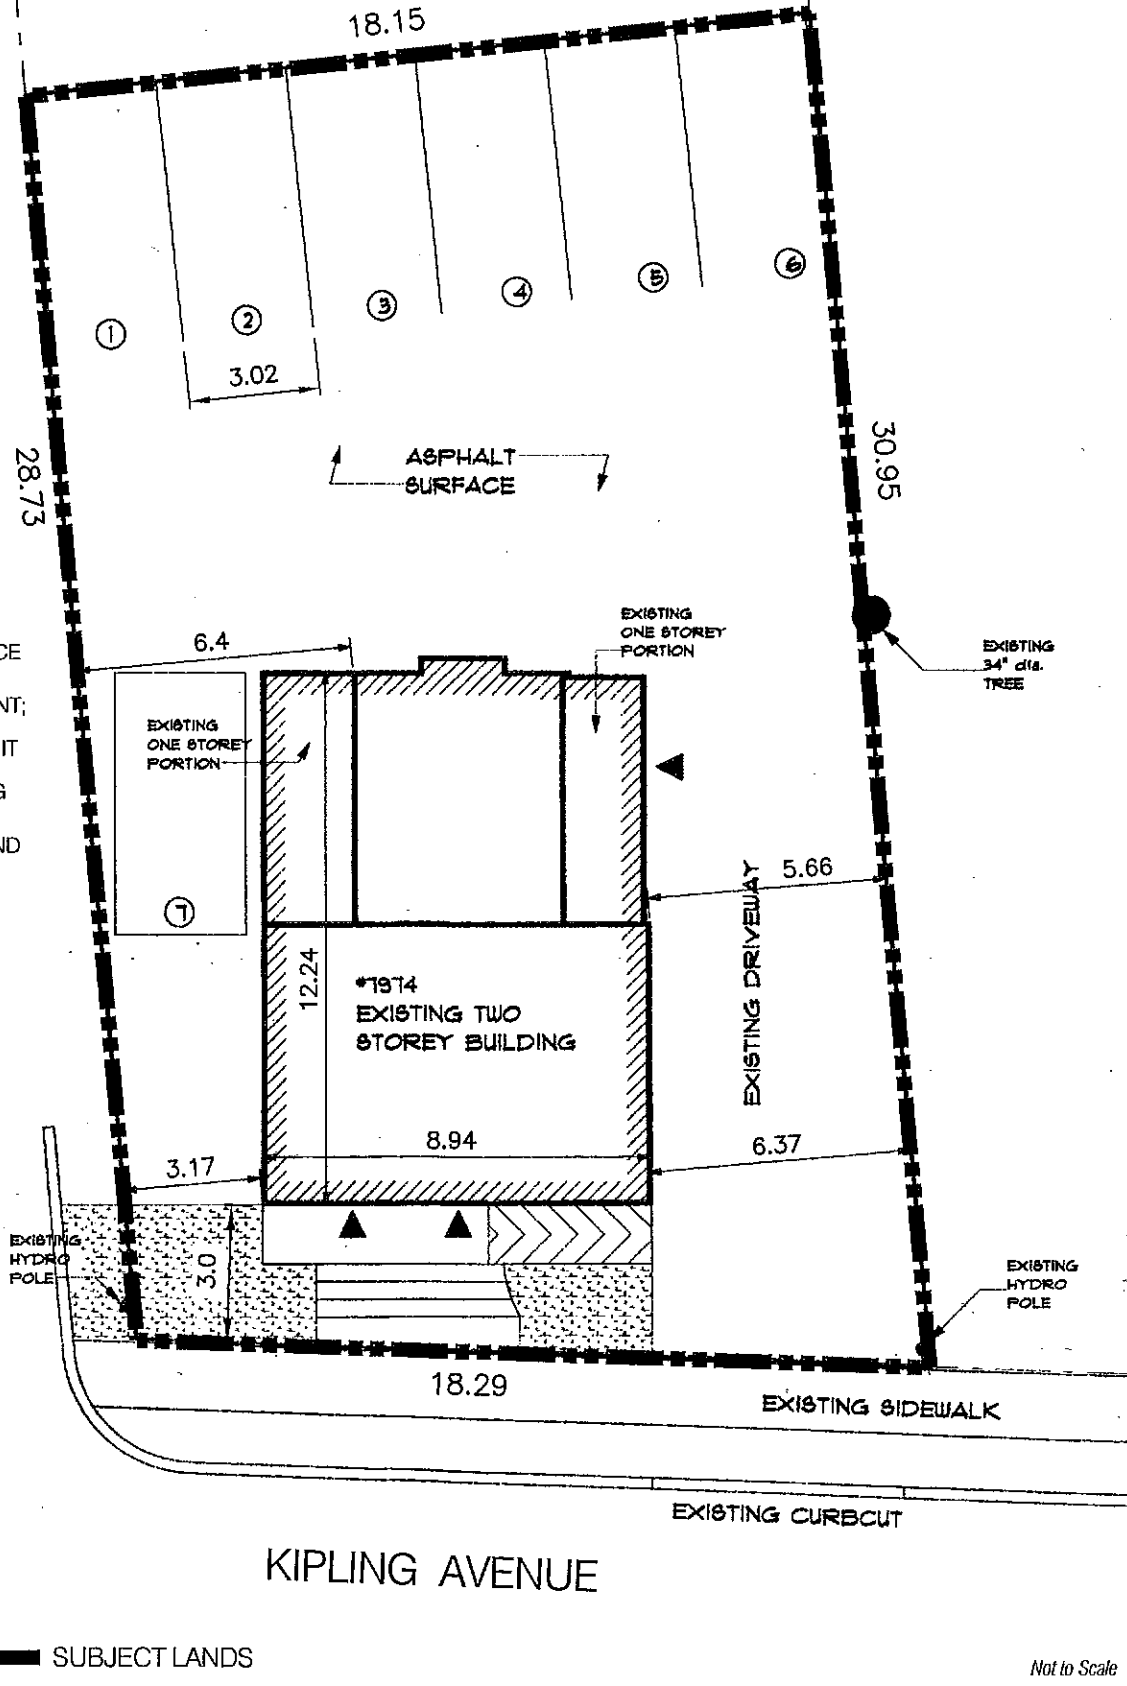 18.15
1
2
3
4
5
6
3.02
ASPHALT
SURFACE
28.73
30.95
EXISTING
ONE STOREY
PORTION
6.4
CE
EXISTING
34" dia.
TREE
NT;
IT
G
ND
EXISTING
ONE STOREY
PORTION
5.66
EXISTING DRIVEWAY
7
12.24
#7974
EXISTING TWO
STOREY BUILDING
8.94
6.37
3.17
EXISTING
HYDRO
POLE
3.0
EXISTING
HYDRO
POLE
18.29
EXISTING SIDEWALK
EXISTING CURBCUT
KIPLING AVENUE
SUBJECT LANDS
Not to Scale